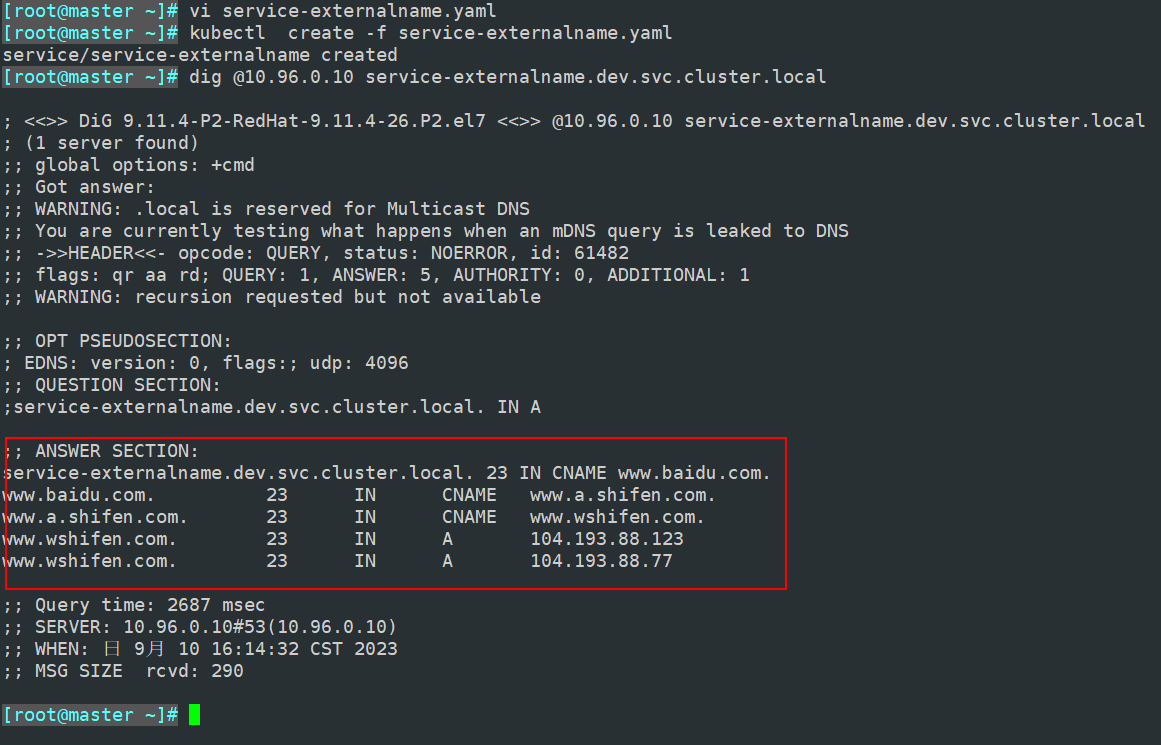 [root@master ~]# vi service-externalname.yaml
[root@master ~]# kubectl  create -f service-externalname.yaml
service/service-externalname created
[root@master ~]# dig @10.96.0.10 service-externalname.dev.svc.cluster.local
; <<>> DiG 9.11.4-P2-RedHat-9.11.4-26.P2.el7 <<>> @10.96.0.10 service-externalname.dev.svc.cluster.local
; (1 server found)
;; global options: +cmd
;; Got answer:
;; WARNING: .local is reserved for Multicast DNS
;; You are currently testing what happens when an mDNS query is leaked to DNS
;; ->>HEADER<<- opcode: QUERY, status: NOERROR, id: 61482
;; flags: qr aa rd; QUERY: 1, ANSWER: 5, AUTHORITY: 0, ADDITIONAL: 1
;; WARNING: recursion requested but not available
;; OPT PSEUDOSECTION:
; EDNS: version: 0, flags:; udp: 4096
;; QUESTION SECTION:
;service-externalname.dev.svc.cluster.local. IN A
;; ANSWER SECTION:
service-externalname.dev.svc.cluster.local. 23 IN CNAME www.baidu.com.
www.baidu.com.          23      IN      CNAME   www.a.shifen.com.
www.a.shifen.com.       23      IN      CNAME   www.wshifen.com.
www.wshifen.com.        23      IN      A       104.193.88.123
www.wshifen.com.        23      IN      A       104.193.88.77
;; Query time: 2687 msec
;; SERVER: 10.96.0.10#53(10.96.0.10)
;; WHEN: 日 9月 10 16:14:32 CST 2023
;; MSG SIZE  rcvd: 290
[root@master ~]#